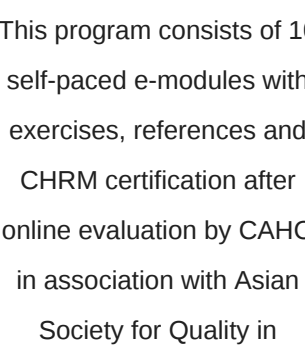 This program consists of 10
self-paced e-modules with
exercises, references and
CHRM certification after
online evaluation by CAHO
in association with Asian
Society for Quality in